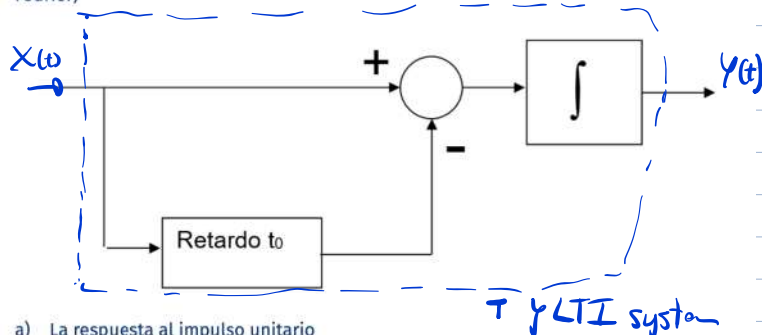 X(t)
+
∫
Y(t)
-
Retardo t₀
T y LTI system
a) La respuesta al impulso unitario